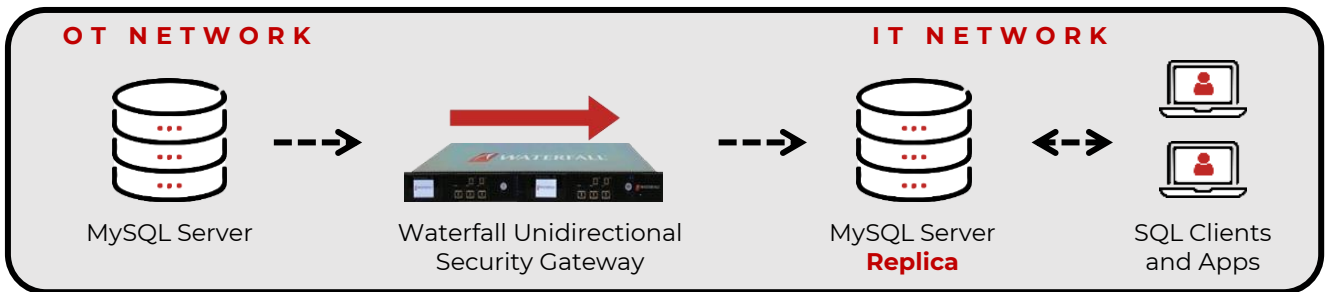 OT NETWORK
IT NETWORK
WATERFALL
MySQL Server
Waterfall Unidirectional
Security Gateway
MySQL Server
Replica
SQL Clients
and Apps